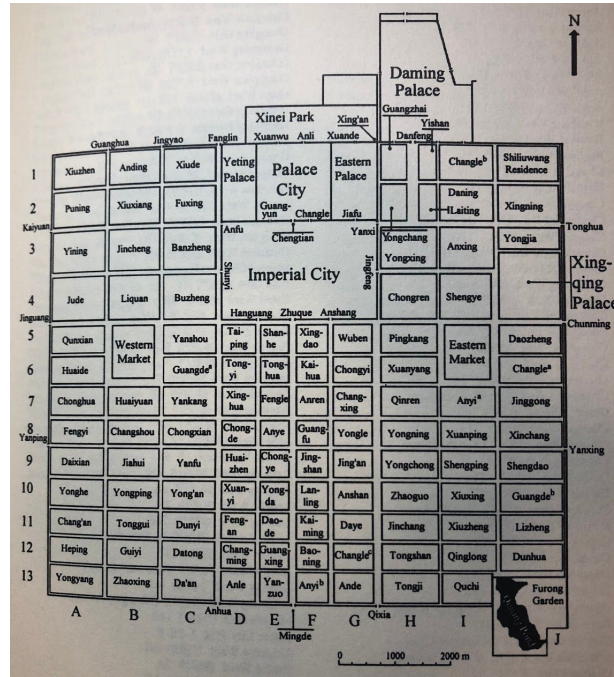 N
Daming
Palace
Guangzhai
Xinei Park
Xing'an
Yishan
Guanghua Jingyao Fanglin Xuanwu Anli Xuande Danfeng
1 Xiuzhen Anding Xiude Yeting Palace Palace City Eastern Palace Changleᵇ Shiliuwang Residence
2 Puning Xiuxiang Fuxing Guang-yun Changle Jiafu Daning Laiting Xingning
Kaiyuan Anfu Chengtian Yanxi Yongchang Tonghua
3 Yining Jincheng Banzheng Shunyi Imperial City Jingfeng Yongxing Anxing Yongjia
Xing-
qing
Palace
4 Jude Liquan Buzheng Chongren Shengye
Jinguang Hanguang Zhuque Anshang Chunming
5 Qunxian Western Market Yanshou Tai-ping Shan-he Xing-dao Wuben Pingkang Eastern Market Daozheng
6 Huaide Guangdeᵃ Tong-yi Tong-hua Kai-hua Chongyi Xuanyang Changleᵃ
7 Chonghua Huaiyuan Yankang Xing-hua Fengle Anren Chang-xing Qinren Anyiᵃ Jinggong
8 Fengyi Changshou Chongxian Chong-de Anye Guang-fu Yongle Yongning Xuanping Xinchang
Yanping Yanxing
9 Daixian Jiahui Yanfu Huai-zhen Chong-ye Jing-shan Jing'an Yongchong Shengping Shengdao
10 Yonghe Yongping Yong'an Xuan-yi Yong-da Lan-ling Anshan Zhaoguo Xiuxing Guangdeᵇ
11 Chang'an Tonggui Dunyi Feng-an Dao-de Kai-ming Daye Jinchang Xiuzheng Lizheng
12 Heping Guiyi Datong Chang-ming Guang-xing Bao-ning Changleᶜ Tongshan Qinglong Dunhua
13 Yongyang Zhaoxing Da'an Anle Yan-zuo Anyiᵇ Ande Tongji Quchi
Furong
Garden
A B C D E F G H I J
Anhua Mingde Qixia
0 1000 2000 m